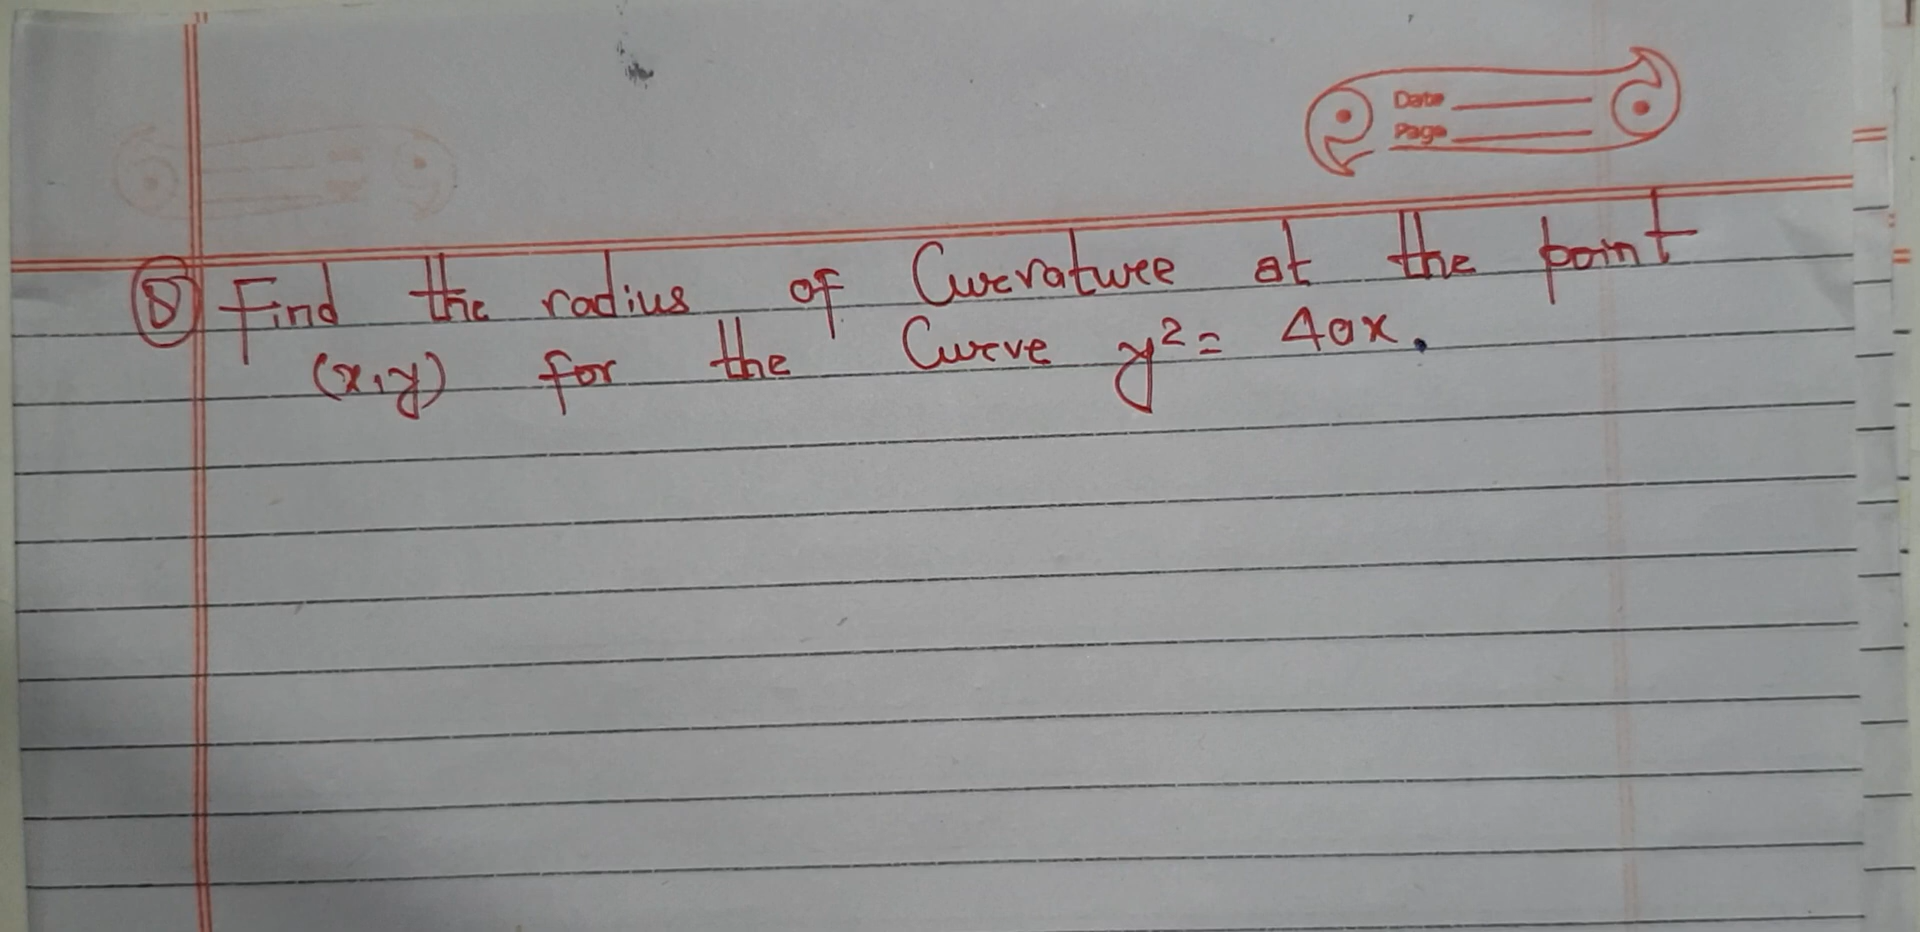 Date
Page
⑧ Find the radius of Curvature at the point
(x,y) for the Curve y² = 4ax.